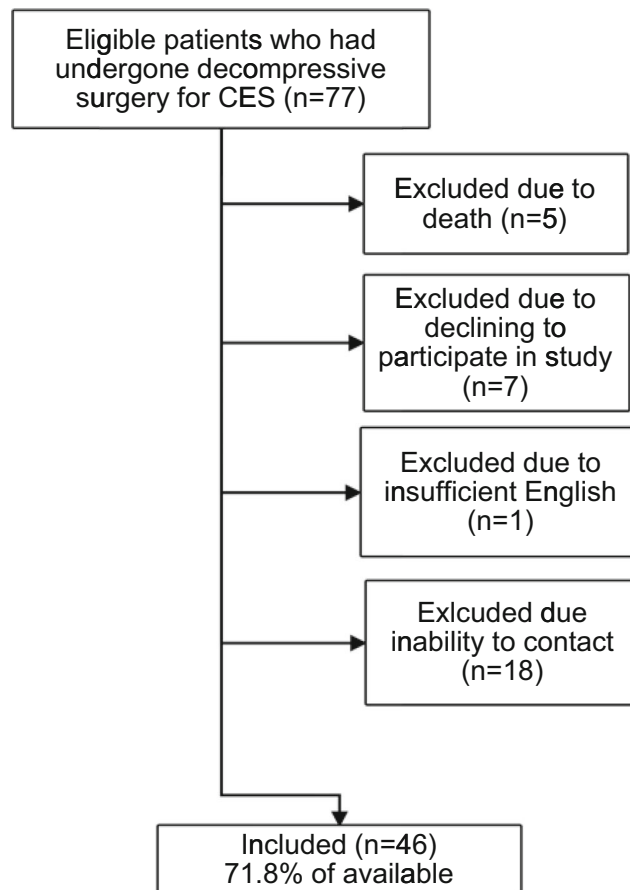 Eligible patients who had
undergone decompressive
surgery for CES (n=77)
Excluded due to
death (n=5)
Excluded due to
declining to
participate in study
(n=7)
Excluded due to
insufficient English
(n=1)
Exlcuded due
inability to contact
(n=18)
Included (n=46)
71.8% of available